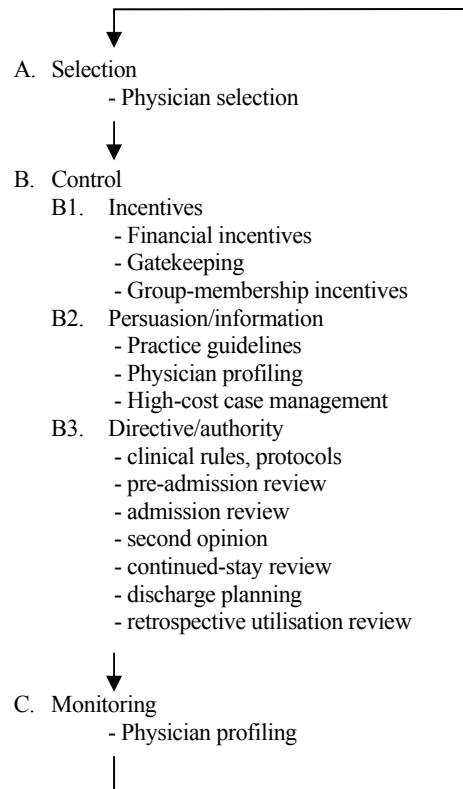 A. Selection
- Physician selection
B. Control
B1. Incentives
- Financial incentives
- Gatekeeping
- Group-membership incentives
B2. Persuasion/information
- Practice guidelines
- Physician profiling
- High-cost case management
B3. Directive/authority
- clinical rules, protocols
- pre-admission review
- admission review
- second opinion
- continued-stay review
- discharge planning
- retrospective utilisation review
C. Monitoring
- Physician profiling